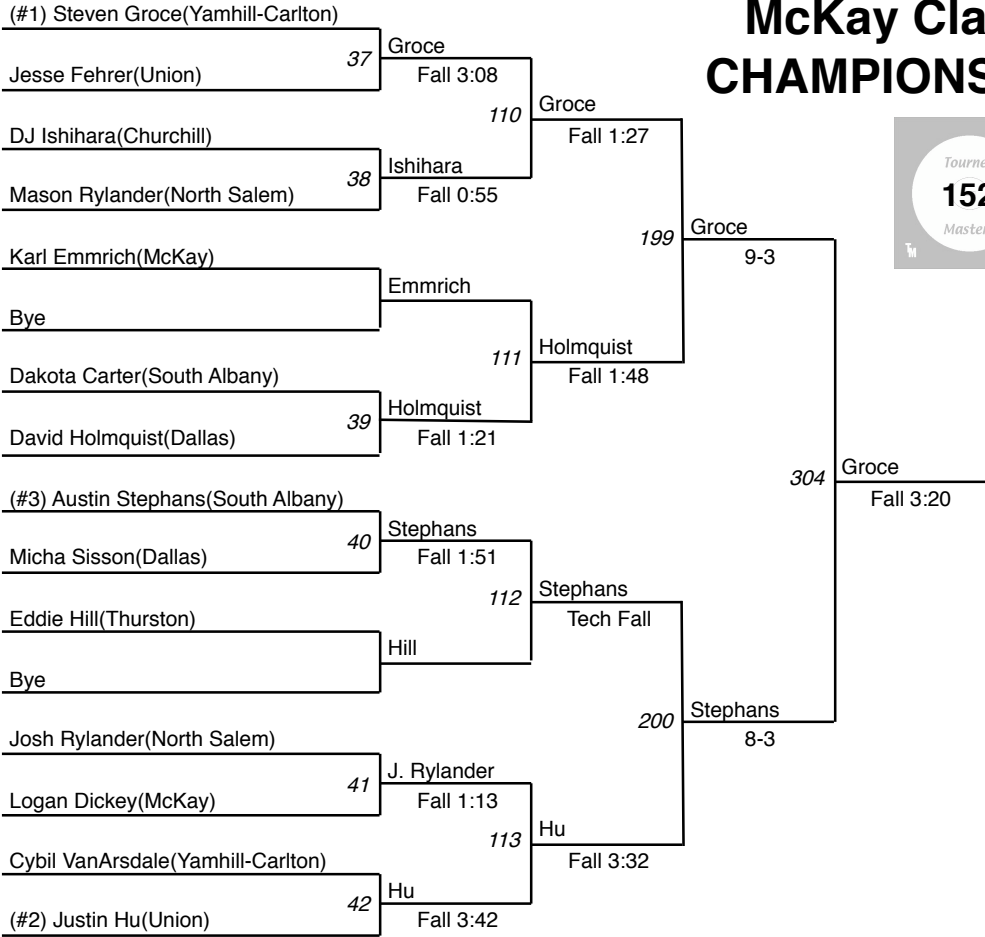 McKay Cla
CHAMPIONS
Tourne
152
Master
TM
(#1) Steven Groce(Yamhill-Carlton)
37
Groce
Jesse Fehrer(Union)
Fall 3:08
110
Groce
DJ Ishihara(Churchill)
Fall 1:27
38
Ishihara
Mason Rylander(North Salem)
Fall 0:55
199
Groce
9-3
Karl Emmrich(McKay)
Emmrich
Bye
111
Holmquist
Dakota Carter(South Albany)
Fall 1:48
39
Holmquist
David Holmquist(Dallas)
Fall 1:21
304
Groce
Fall 3:20
(#3) Austin Stephans(South Albany)
40
Stephans
Micha Sisson(Dallas)
Fall 1:51
112
Stephans
Eddie Hill(Thurston)
Tech Fall
Hill
Bye
200
Stephans
8-3
Josh Rylander(North Salem)
41
J. Rylander
Logan Dickey(McKay)
Fall 1:13
113
Hu
Cybil VanArsdale(Yamhill-Carlton)
Fall 3:32
42
Hu
(#2) Justin Hu(Union)
Fall 3:42